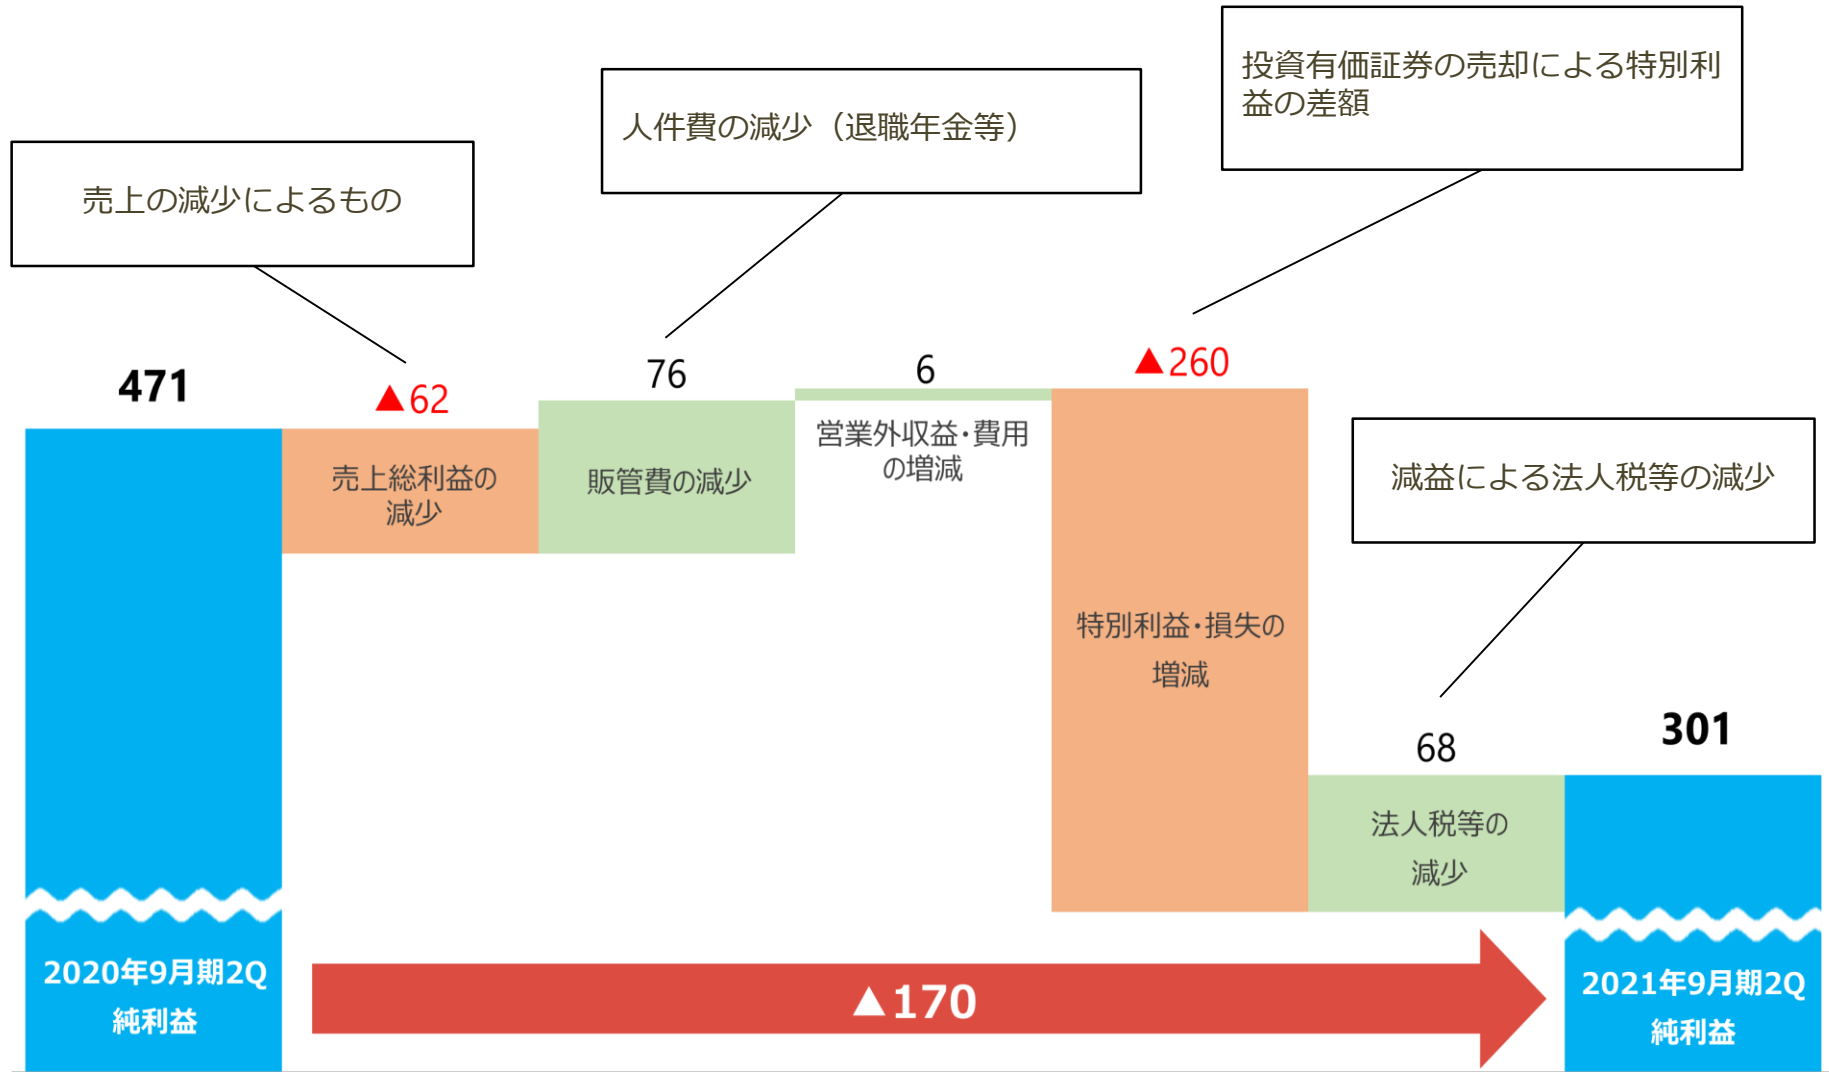 投資有価証券の売却による特別利
益の差額
人件費の減少（退職年金等）
売上の減少によるもの
471
▲62
76
6
▲260
売上総利益の
減少
販管費の減少
営業外収益・費用
の増減
減益による法人税等の減少
特別利益・損失の
増減
68
301
法人税等の
減少
2020年9月期2Q
純利益
▲170
2021年9月期2Q
純利益